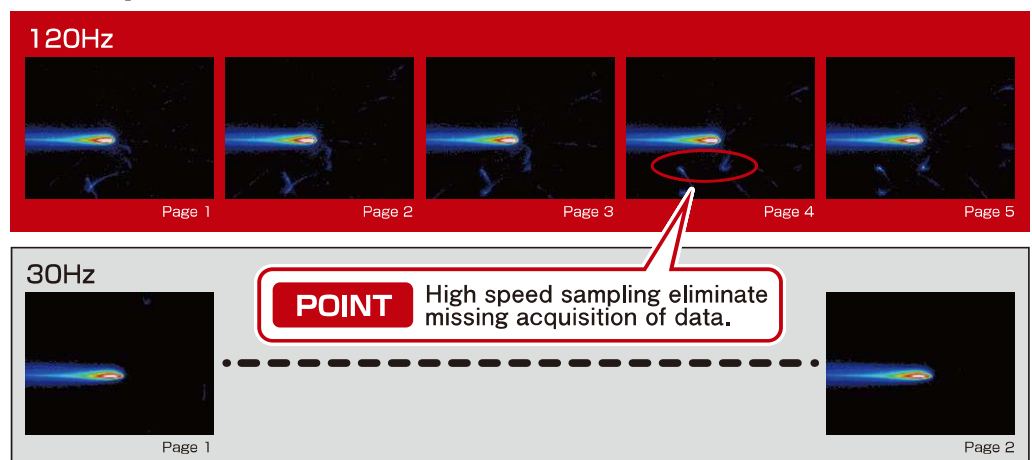 120Hz
Page 1
Page 2
Page 3
Page 4
Page 5
30Hz
POINT
High speed sampling eliminate
missing acquisition of data.
Page 1
Page 2